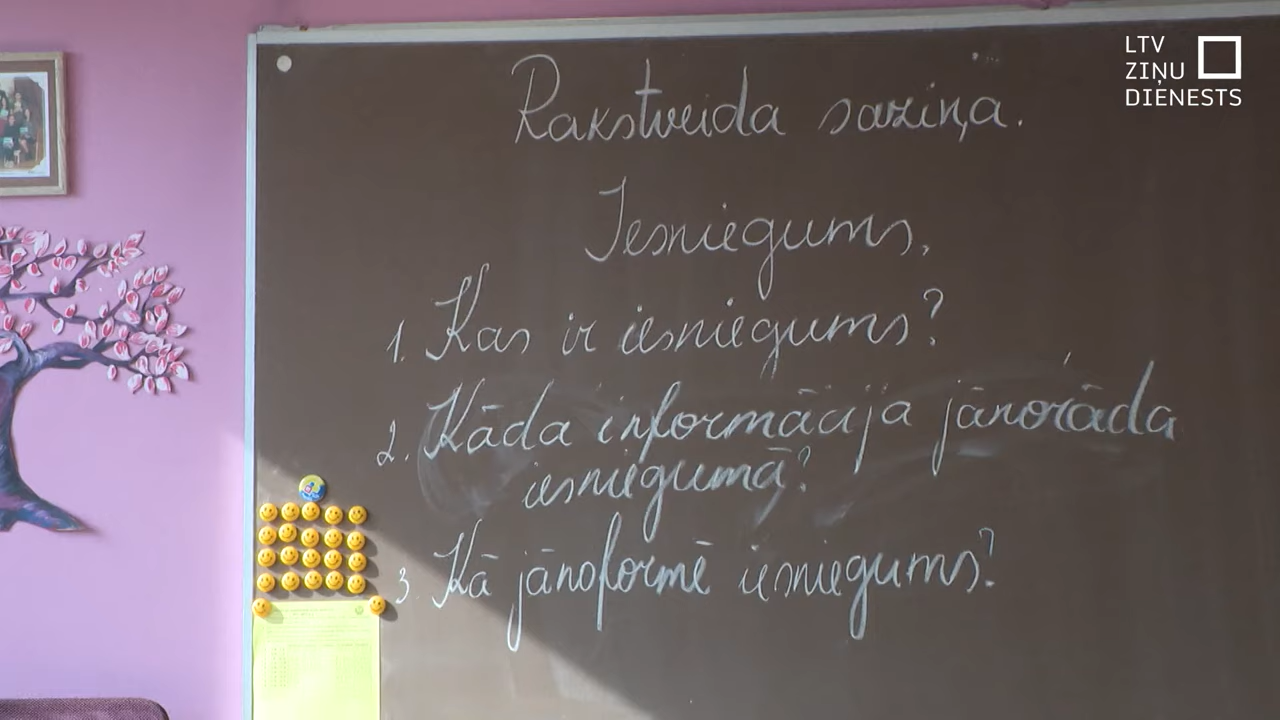 LTV
ZIŅU
DIENESTS
Rakstveida saziņa.
Iesniegums.
1. Kas ir iesniegums?
2. Kāda informācija jānorāda
iesniegumā?
3. Kā jānoformē iesniegums?